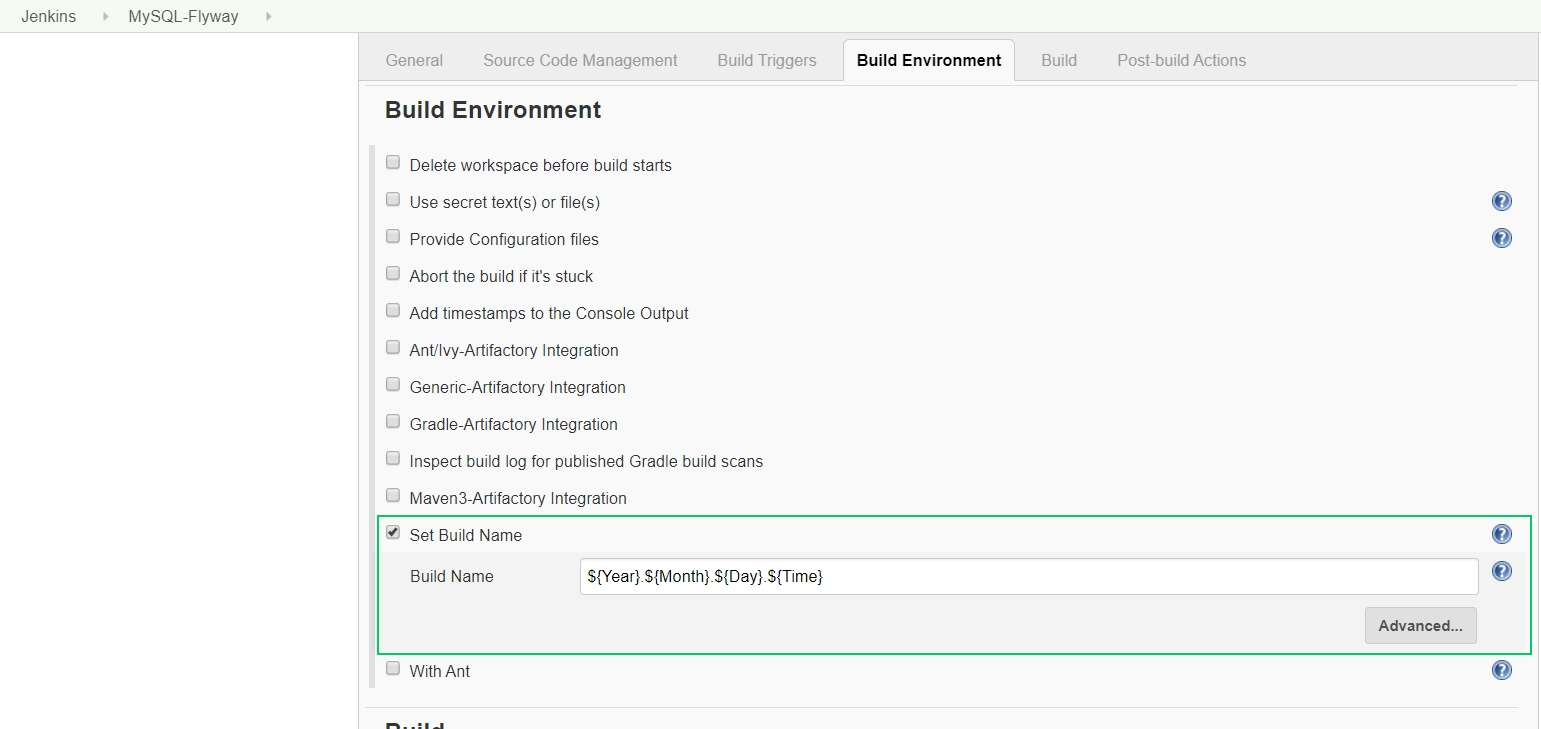 Jenkins MySQL-Flyway
General Source Code Management Build Triggers Build Environment Build Post-build Actions
Build Environment
Delete workspace before build starts
Use secret text(s) or file(s)
Provide Configuration files
Abort the build if it's stuck
Add timestamps to the Console Output
Ant/Ivy-Artifactory Integration
Generic-Artifactory Integration
Gradle-Artifactory Integration
Inspect build log for published Gradle build scans
Maven3-Artifactory Integration
Set Build Name
Build Name ${Year}.${Month}.${Day}.${Time}
Advanced...
With Ant
Build